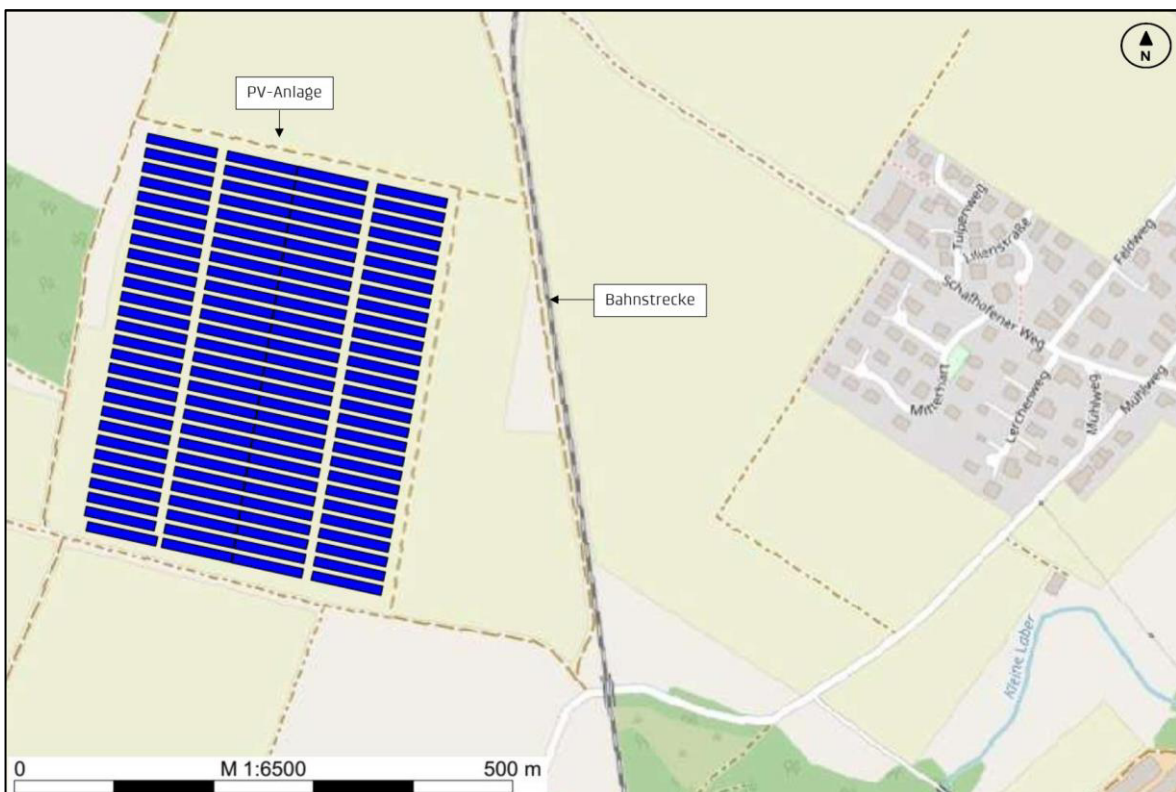 N
PV-Anlage
Bahnstrecke
Tulpenweg
Lilienstraße
Feldweg
Schafhofener Weg
Mitterhart
Lerchenweg
Mühlweg
Mühlweg
Kleine Laber
0 M 1:6500 500 m